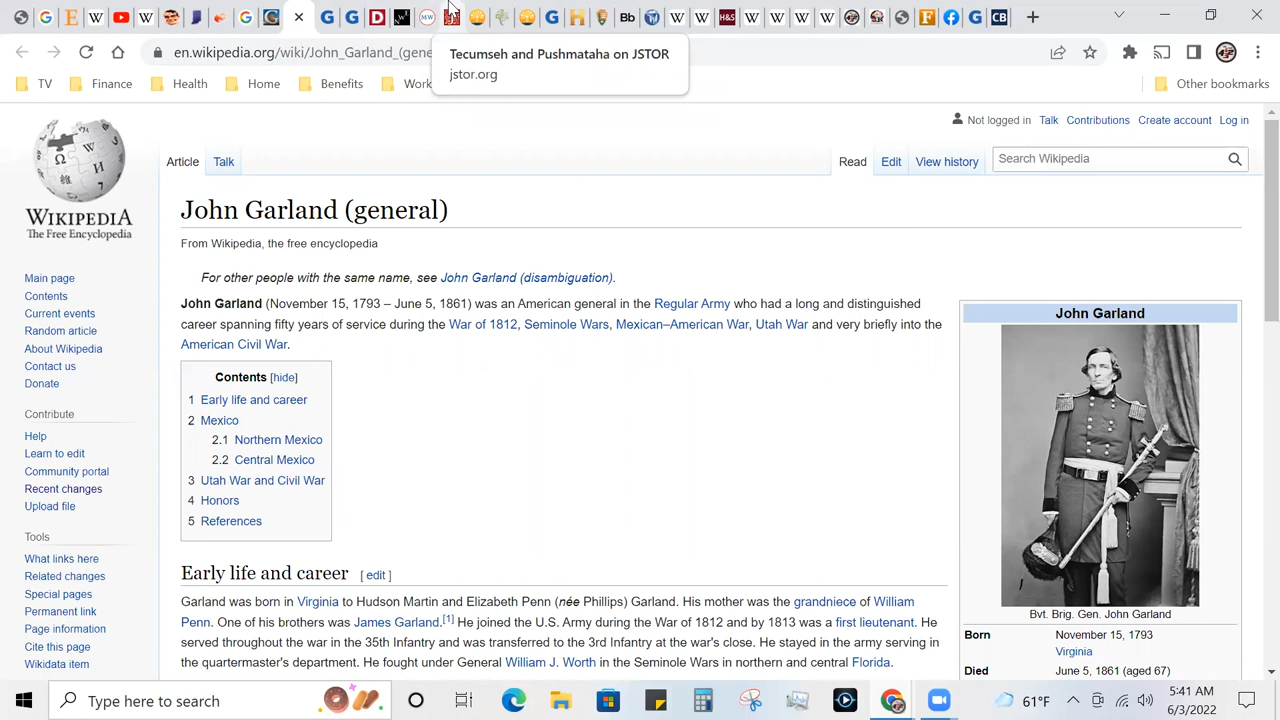 en.wikipedia.org/wiki/John_Garland_(gene
Tecumseh and Pushmataha on JSTOR
jstor.org
TV
Finance
Health
Home
Benefits
Work
Other bookmarks
Not logged in Talk Contributions Create account Log in
Article Talk
Read Edit View history
Search Wikipedia
WIKIPEDIA
The Free Encyclopedia
Main page
Contents
Current events
Random article
About Wikipedia
Contact us
Donate
Contribute
Help
Learn to edit
Community portal
Recent changes
Upload file
Tools
What links here
Related changes
Special pages
Permanent link
Page information
Cite this page
Wikidata item
John Garland (general)
From Wikipedia, the free encyclopedia
For other people with the same name, see John Garland (disambiguation).
John Garland (November 15, 1793 – June 5, 1861) was an American general in the Regular Army who had a long and distinguished
career spanning fifty years of service during the War of 1812, Seminole Wars, Mexican–American War, Utah War and very briefly into the
American Civil War.
Contents [hide]
1 Early life and career
2 Mexico
2.1 Northern Mexico
2.2 Central Mexico
3 Utah War and Civil War
4 Honors
5 References
Early life and career [ edit ]
Garland was born in Virginia to Hudson Martin and Elizabeth Penn (née Phillips) Garland. His mother was the grandniece of William
Penn. One of his brothers was James Garland.[1] He joined the U.S. Army during the War of 1812 and by 1813 was a first lieutenant. He
served throughout the war in the 35th Infantry and was transferred to the 3rd Infantry at the war's close. He stayed in the army serving in
the quartermaster's department. He fought under General William J. Worth in the Seminole Wars in northern and central Florida.
John Garland
Bvt. Brig. Gen. John Garland
Born November 15, 1793
Virginia
Died June 5, 1861 (aged 67)
Type here to search
61°F
5:41 AM
6/3/2022